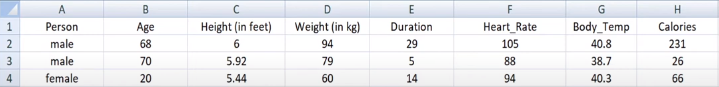 A B C D E F G H
1 Person Age Height (in feet) Weight (in kg) Duration Heart_Rate Body_Temp Calories
2 male 68 6 94 29 105 40.8 231
3 male 70 5.92 79 5 88 38.7 26
4 female 20 5.44 60 14 94 40.3 66